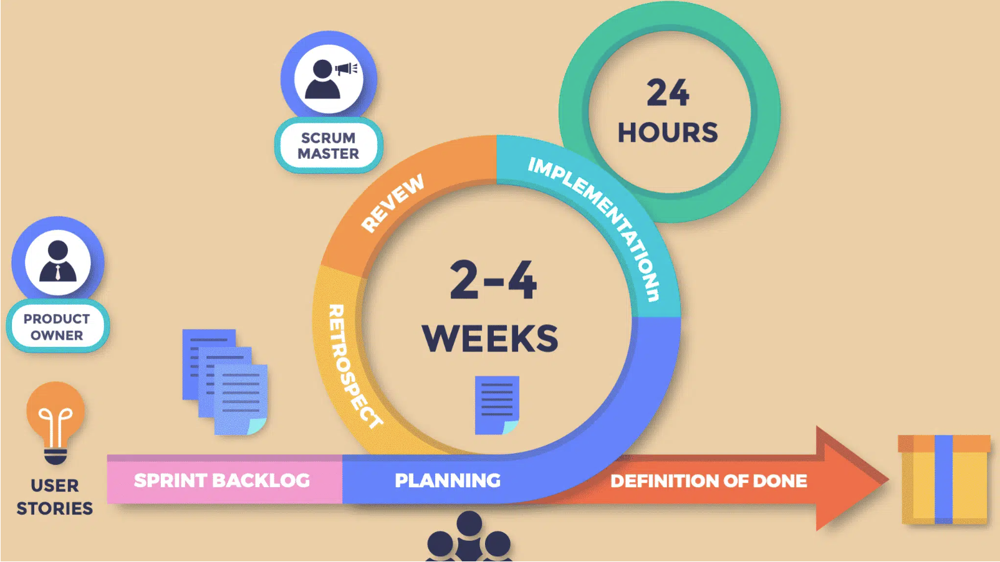 24
HOURS
SCRUM
MASTER
IMPLEMENTATIONn
REVEW
2-4
WEEKS
RETROSPECT
PRODUCT
OWNER
USER
STORIES
SPRINT BACKLOG
PLANNING
DEFINITION OF DONE